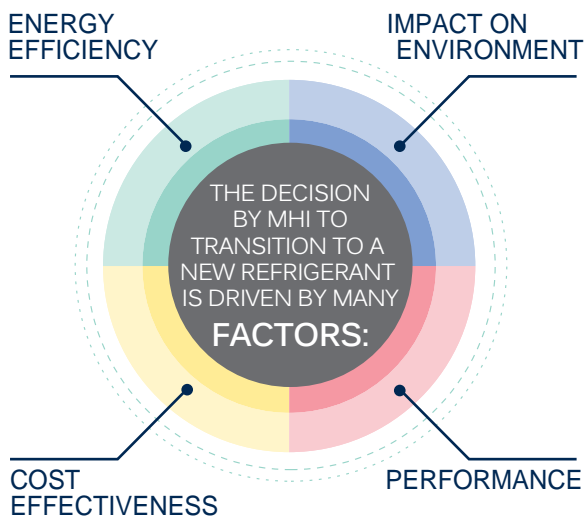 ENERGY
EFFICIENCY
IMPACT ON
ENVIRONMENT
THE DECISION
BY MHI TO
TRANSITION TO A
NEW REFRIGERANT
IS DRIVEN BY MANY
FACTORS:
COST
EFFECTIVENESS
PERFORMANCE